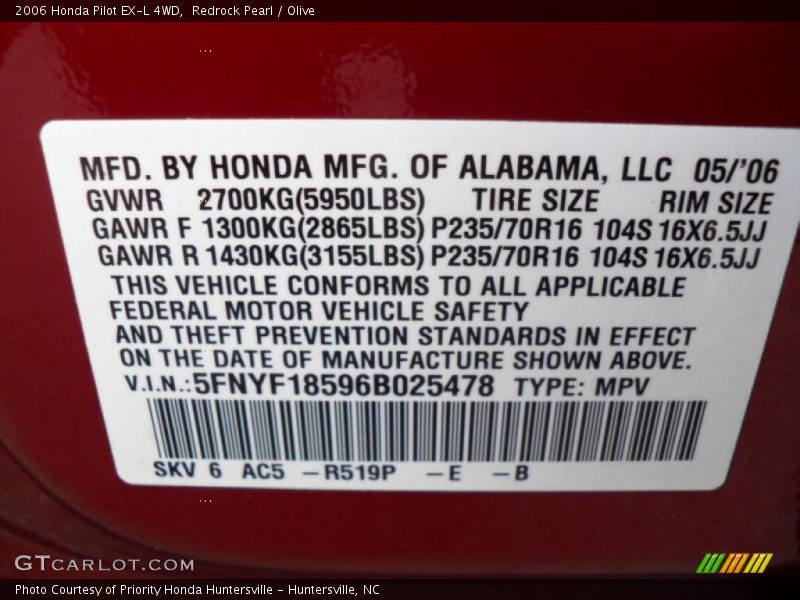 2006 Honda Pilot EX-L 4WD,  Redrock Pearl / Olive
MFD. BY HONDA MFG. OF ALABAMA, LLC 05/'06
GVWR 2700KG(5950LBS) TIRE SIZE RIM SIZE
GAWR F 1300KG(2865LBS) P235/70R16 104S 16X6.5JJ
GAWR R 1430KG(3155LBS) P235/70R16 104S 16X6.5JJ
THIS VEHICLE CONFORMS TO ALL APPLICABLE
FEDERAL MOTOR VEHICLE SAFETY
AND THEFT PREVENTION STANDARDS IN EFFECT
ON THE DATE OF MANUFACTURE SHOWN ABOVE.
V.I.N.:5FNYF18596B025478 TYPE: MPV
SKV 6 AC5 -R519P -E -B
GTCARLOT.COM
Photo Courtesy of Priority Honda Huntersville - Huntersville, NC